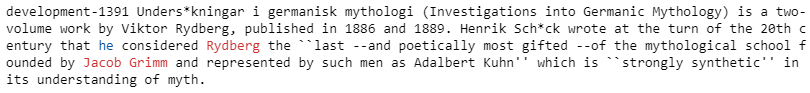 development-1391 Unders*kningar i germanisk mythologi (Investigations into Germanic Mythology) is a two-
volume work by Viktor Rydberg, published in 1886 and 1889. Henrik Sch*ck wrote at the turn of the 20th c
entury that he considered Rydberg the ``last --and poetically most gifted --of the mythological school f
ounded by Jacob Grimm and represented by such men as Adalbert Kuhn'' which is ``strongly synthetic'' in
its understanding of myth.